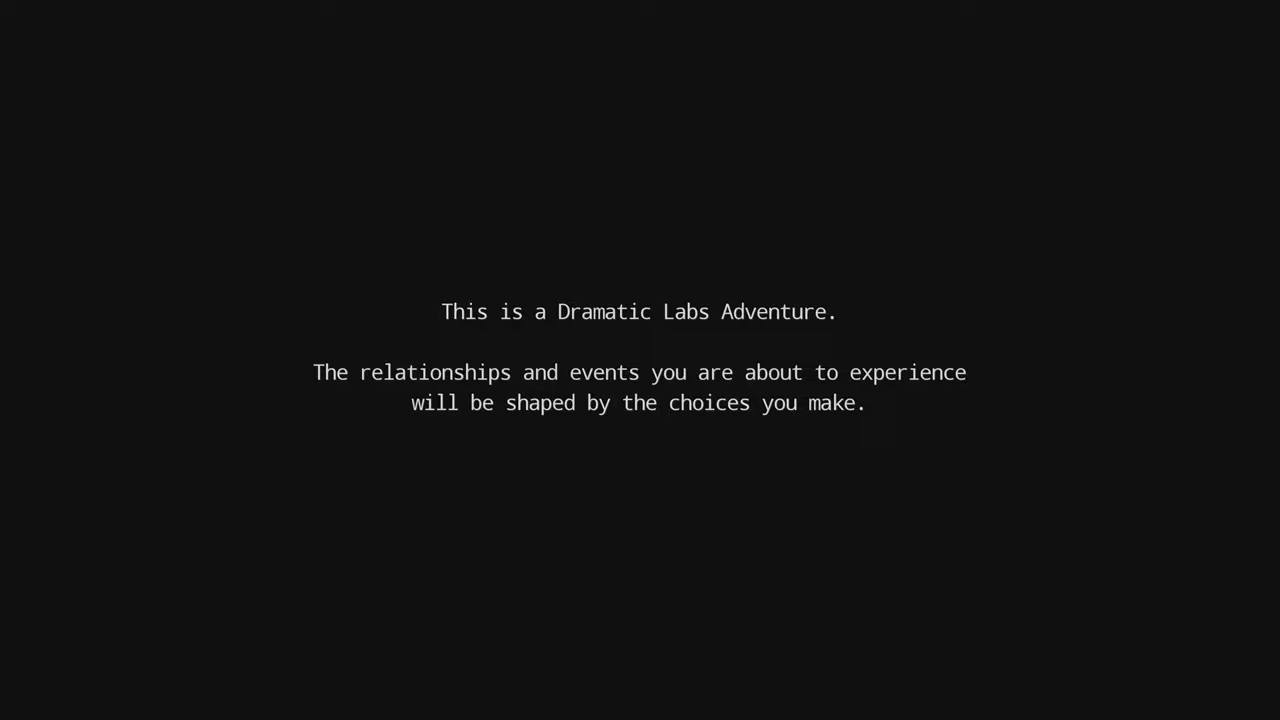 This is a Dramatic Labs Adventure.
The relationships and events you are about to experience
will be shaped by the choices you make.